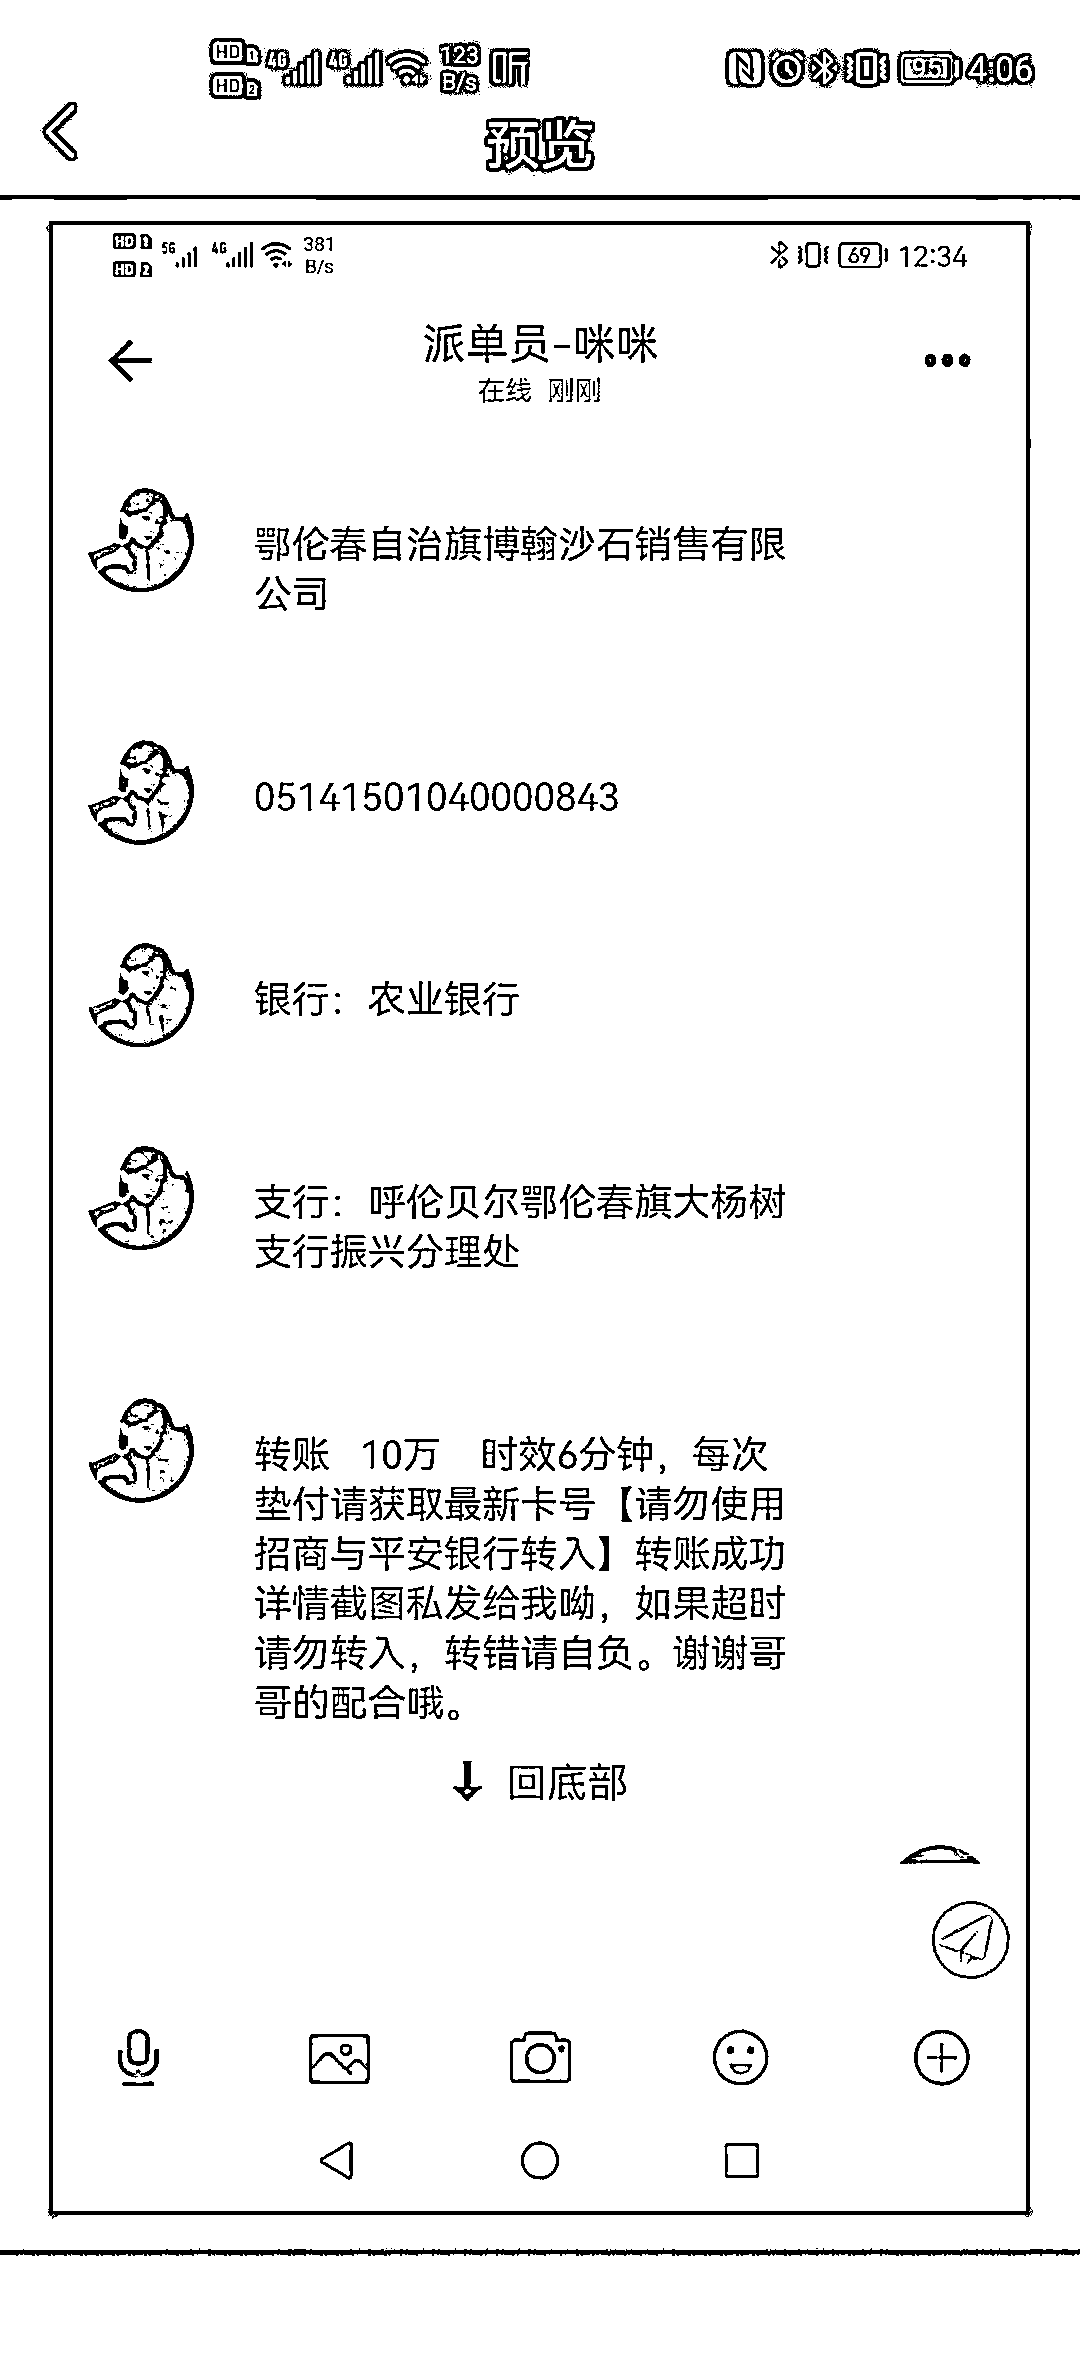 HD 1 4G 4G 123 听 95 4:06
HD 2 B/s
预览
HD 1 5G 4G 381 69 12:34
HD 2 B/s
派单员-咪咪
在线 刚刚
鄂伦春自治旗博翰沙石销售有限
公司
05141501040000843
银行：农业银行
支行：呼伦贝尔鄂伦春旗大杨树
支行振兴分理处
转账 10万 时效6分钟，每次
垫付请获取最新卡号【请勿使用
招商与平安银行转入】转账成功
详情截图私发给我呦，如果超时
请勿转入，转错请自负。谢谢哥
哥的配合哦。
回底部